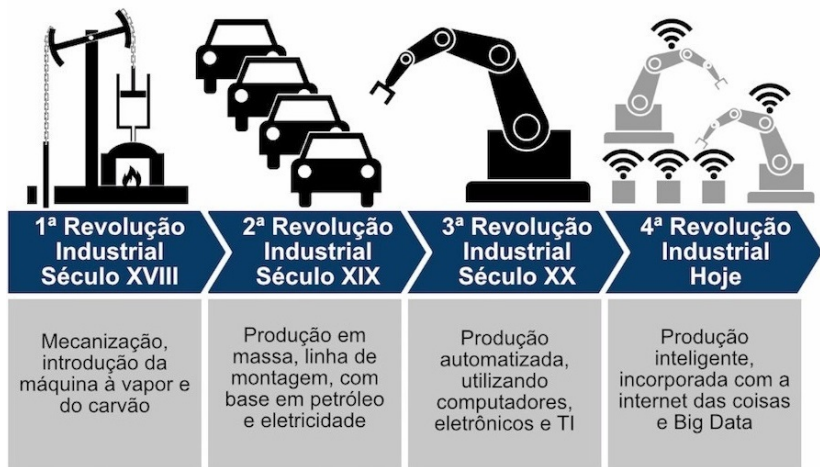 1ª Revolução
Industrial
Século XVIII
2ª Revolução
Industrial
Século XIX
3ª Revolução
Industrial
Século XX
4ª Revolução
Industrial
Hoje
Mecanização,
introdução da
máquina à vapor e
do carvão
Produção em
massa, linha de
montagem, com
base em petróleo
e eletricidade
Produção
automatizada,
utilizando
computadores,
eletrônicos e TI
Produção
inteligente,
incorporada com a
internet das coisas
e Big Data